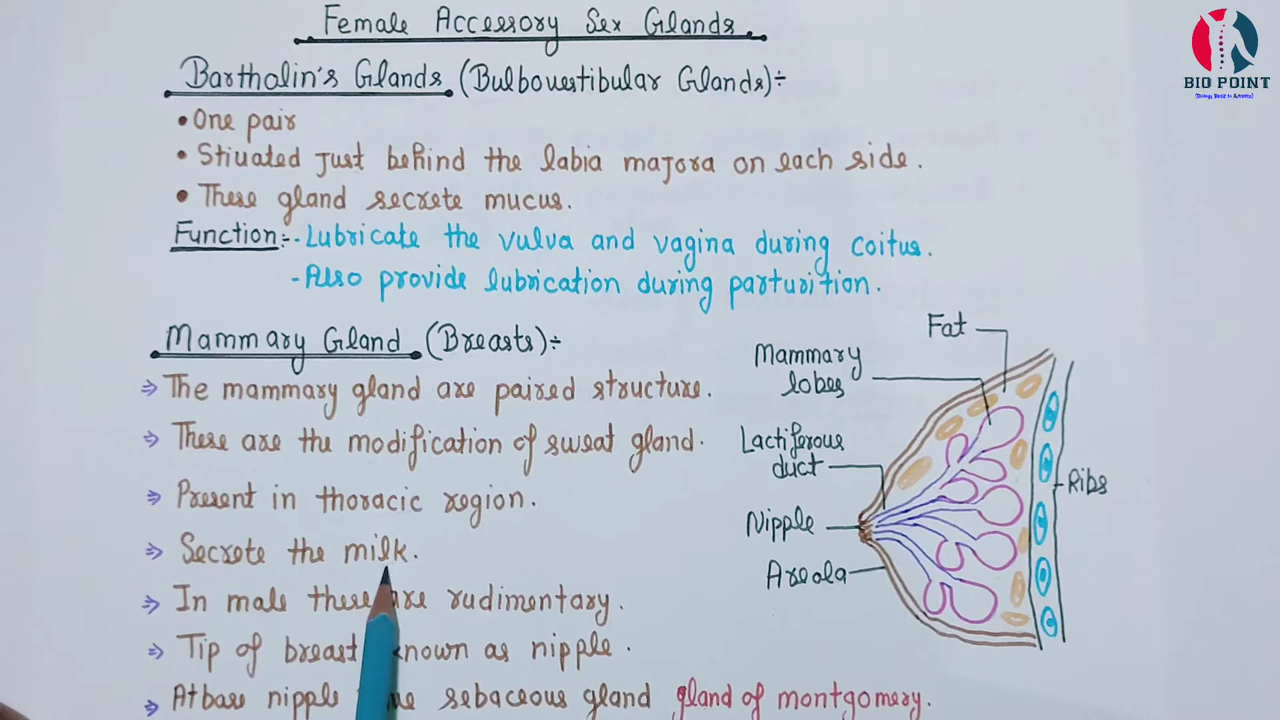 Female Accessory Sex Glands
BIO POINT
(Biology Basic to Advance)
Bartholin's Glands (Bulbovestibular Glands)÷
• One pair
• Stiuated just behind the labia majora on each side.
• These gland secrete mucus.
Function:- - Lubricate the vulva and vagina during coitus.
- Also provide lubrication during parturition.
Mammary Gland (Breasts)÷
⇒ The mammary gland are paired structure.
⇒ These are the modification of sweat gland.
⇒ Present in thoracic region.
⇒ Secrete the milk.
⇒ In male these are rudimentary.
⇒ Tip of breast known as nipple.
⇒ At base nipple sebaceous gland gland of montgomery.
Fat
Mammary
lobes
Lactiferous
duct
Ribs
Nipple
Areola